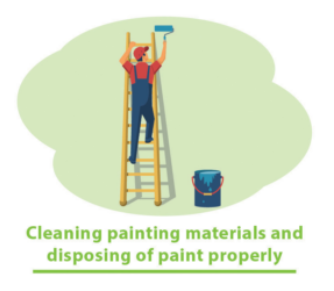 Cleaning painting materials and
disposing of paint properly